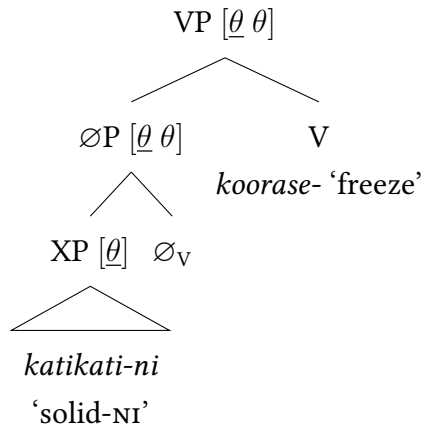 VP [θ θ]
∅P [θ θ] V
koorase- ‘freeze’
XP [θ] ∅V
katikati-ni
‘solid-NI’